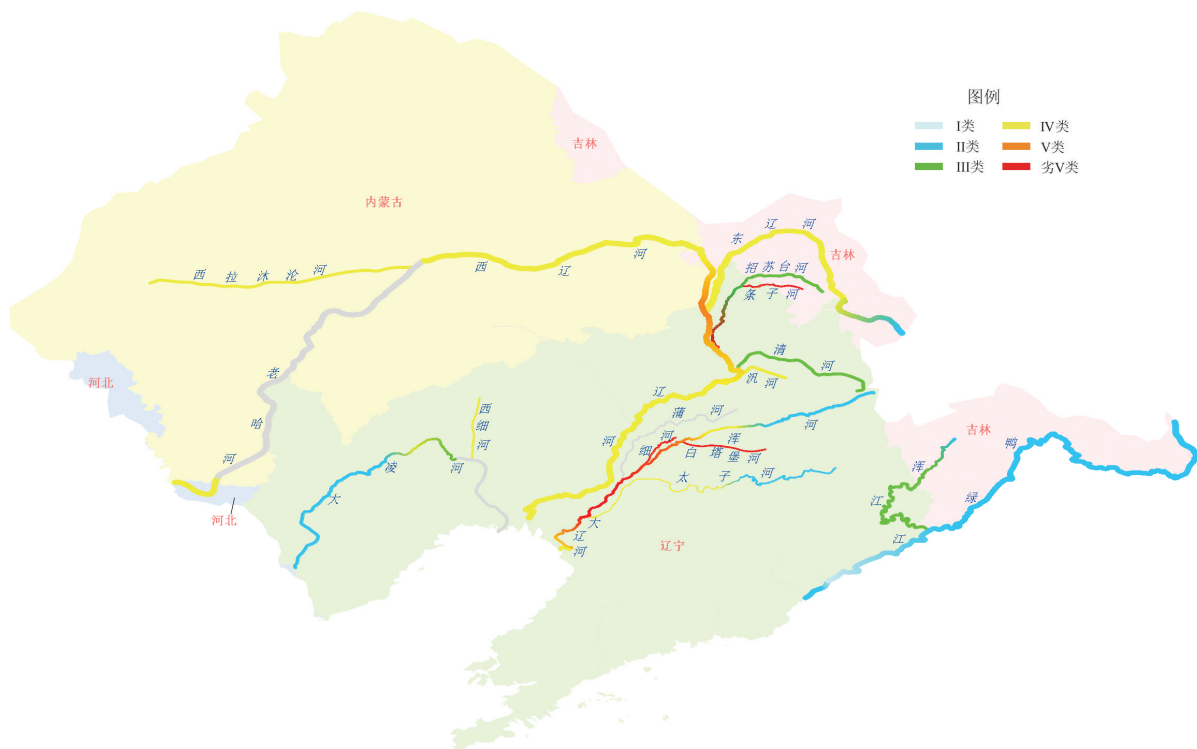 图例
I类
IV类
II类
V类
III类
劣V类
吉林
内蒙古
东辽河
吉林
西辽河
西拉沐沦河
招苏台河
条子河
老哈河
河北
清河
汎河
辽河
蒲河
西细河
浑河
细河
白塔堡河
大凌河
太子河
吉林
鸭绿江
浑江
河北
大辽河
辽宁